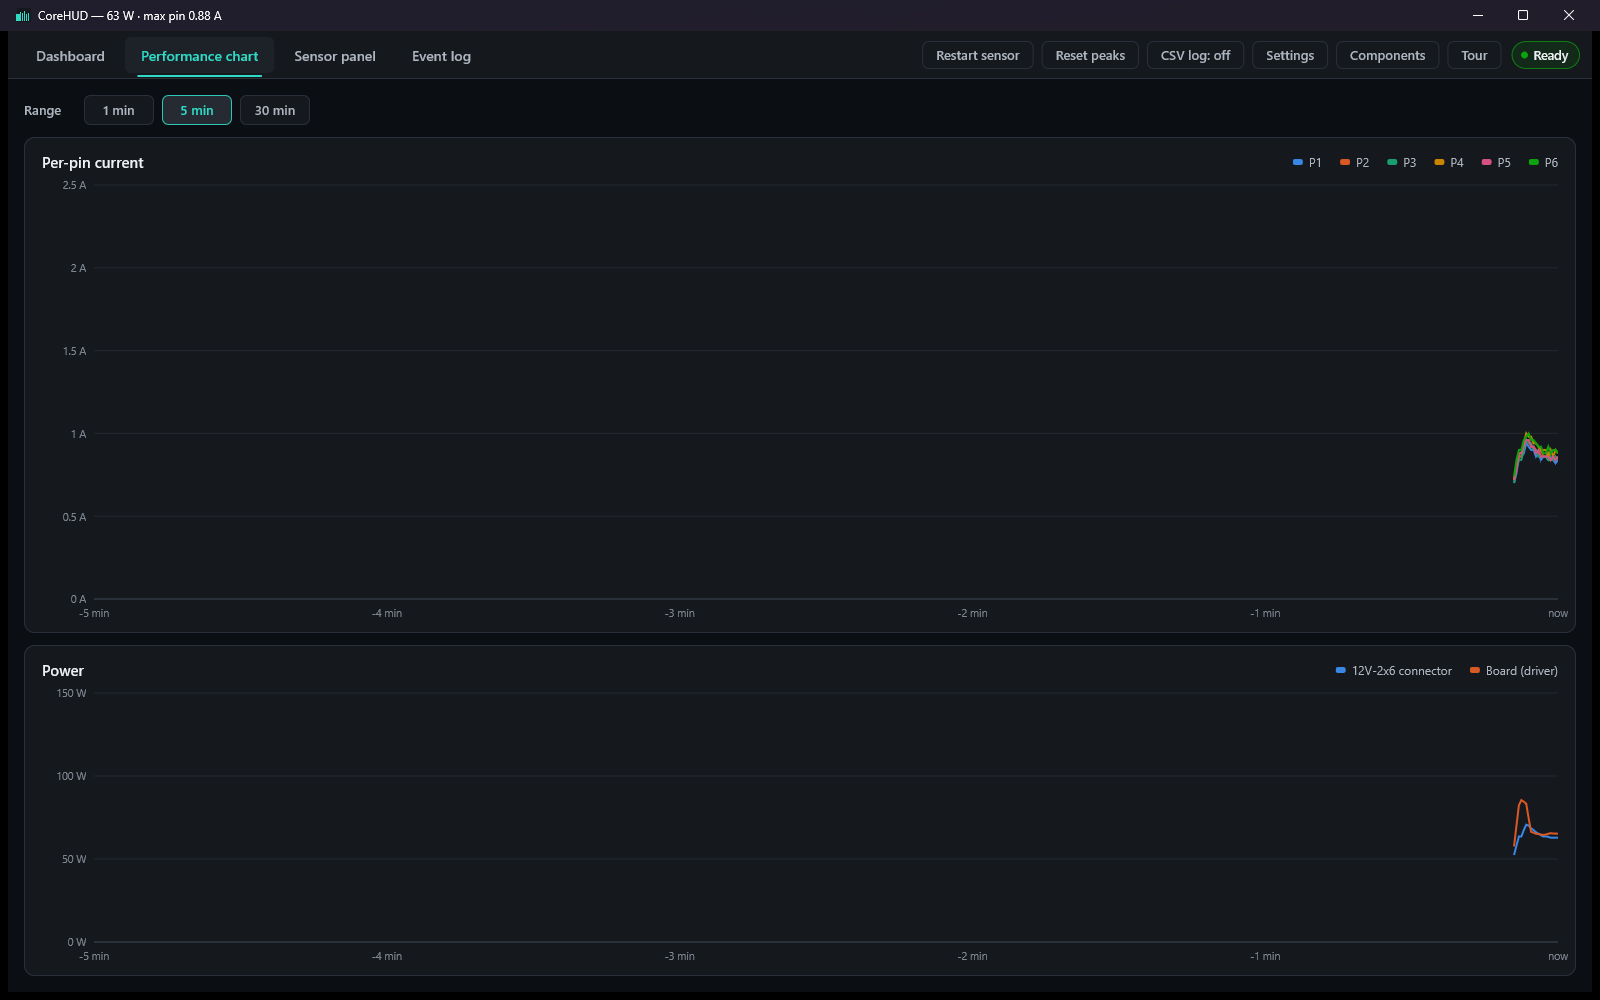 CoreHUD — 63 W · max pin 0.88 A
Dashboard Performance chart Sensor panel Event log Restart sensor Reset peaks CSV log: off Settings Components Tour Ready
Range 1 min 5 min 30 min
Per-pin current P1 P2 P3 P4 P5 P6
2.5 A
2 A
1.5 A
1 A
0.5 A
0 A
-5 min -4 min -3 min -2 min -1 min now
Power 12V-2x6 connector Board (driver)
150 W
100 W
50 W
0 W
-5 min -4 min -3 min -2 min -1 min now